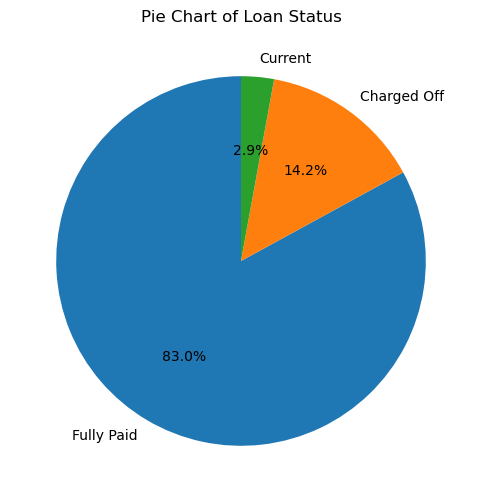 Pie Chart of Loan Status
Current
Charged Off
2.9%
14.2%
83.0%
Fully Paid